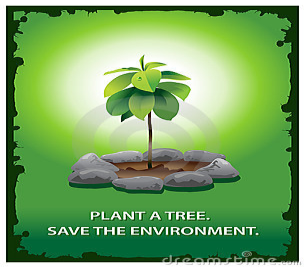 PLANT A TREE.
SAVE THE ENVIRONMENT.
dreamstime.com